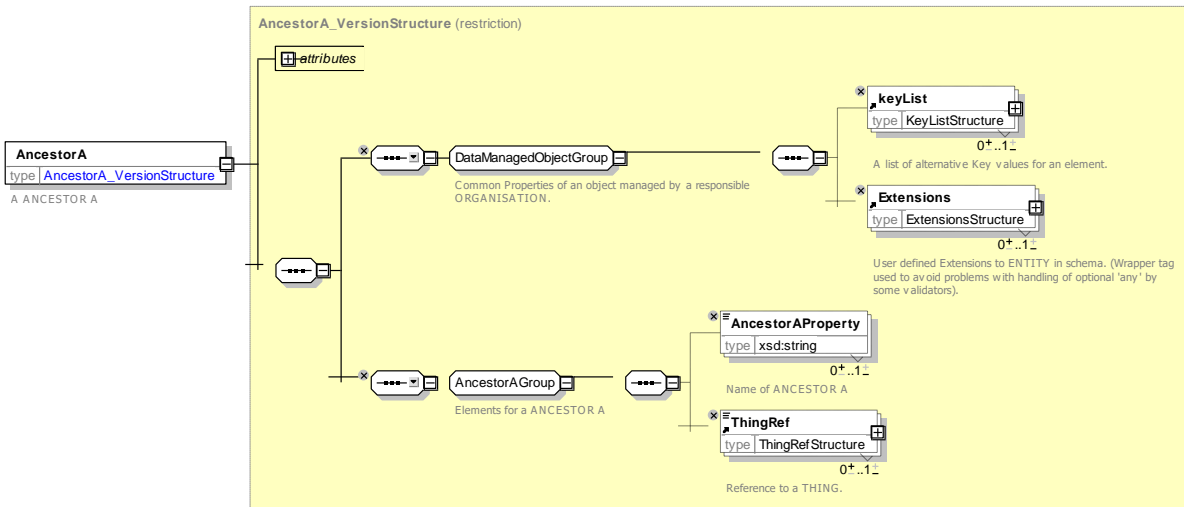 AncestorA_VersionStructure (restriction)
attributes
keyList
type KeyListStructure
0..1
A list of alternative Key values for an element.
AncestorA
type AncestorA_VersionStructure
A ANCESTOR A
DataManagedObjectGroup
Common Properties of an object managed by a responsible
ORGANISATION.
Extensions
type ExtensionsStructure
0..1
User defined Extensions to ENTITY in schema. (Wrapper tag
used to avoid problems with handling of optional 'any' by
some validators).
AncestorAProperty
type xsd:string
0..1
Name of ANCESTOR A
AncestorAGroup
Elements for a ANCESTOR A
ThingRef
type ThingRefStructure
0..1
Reference to a THING.